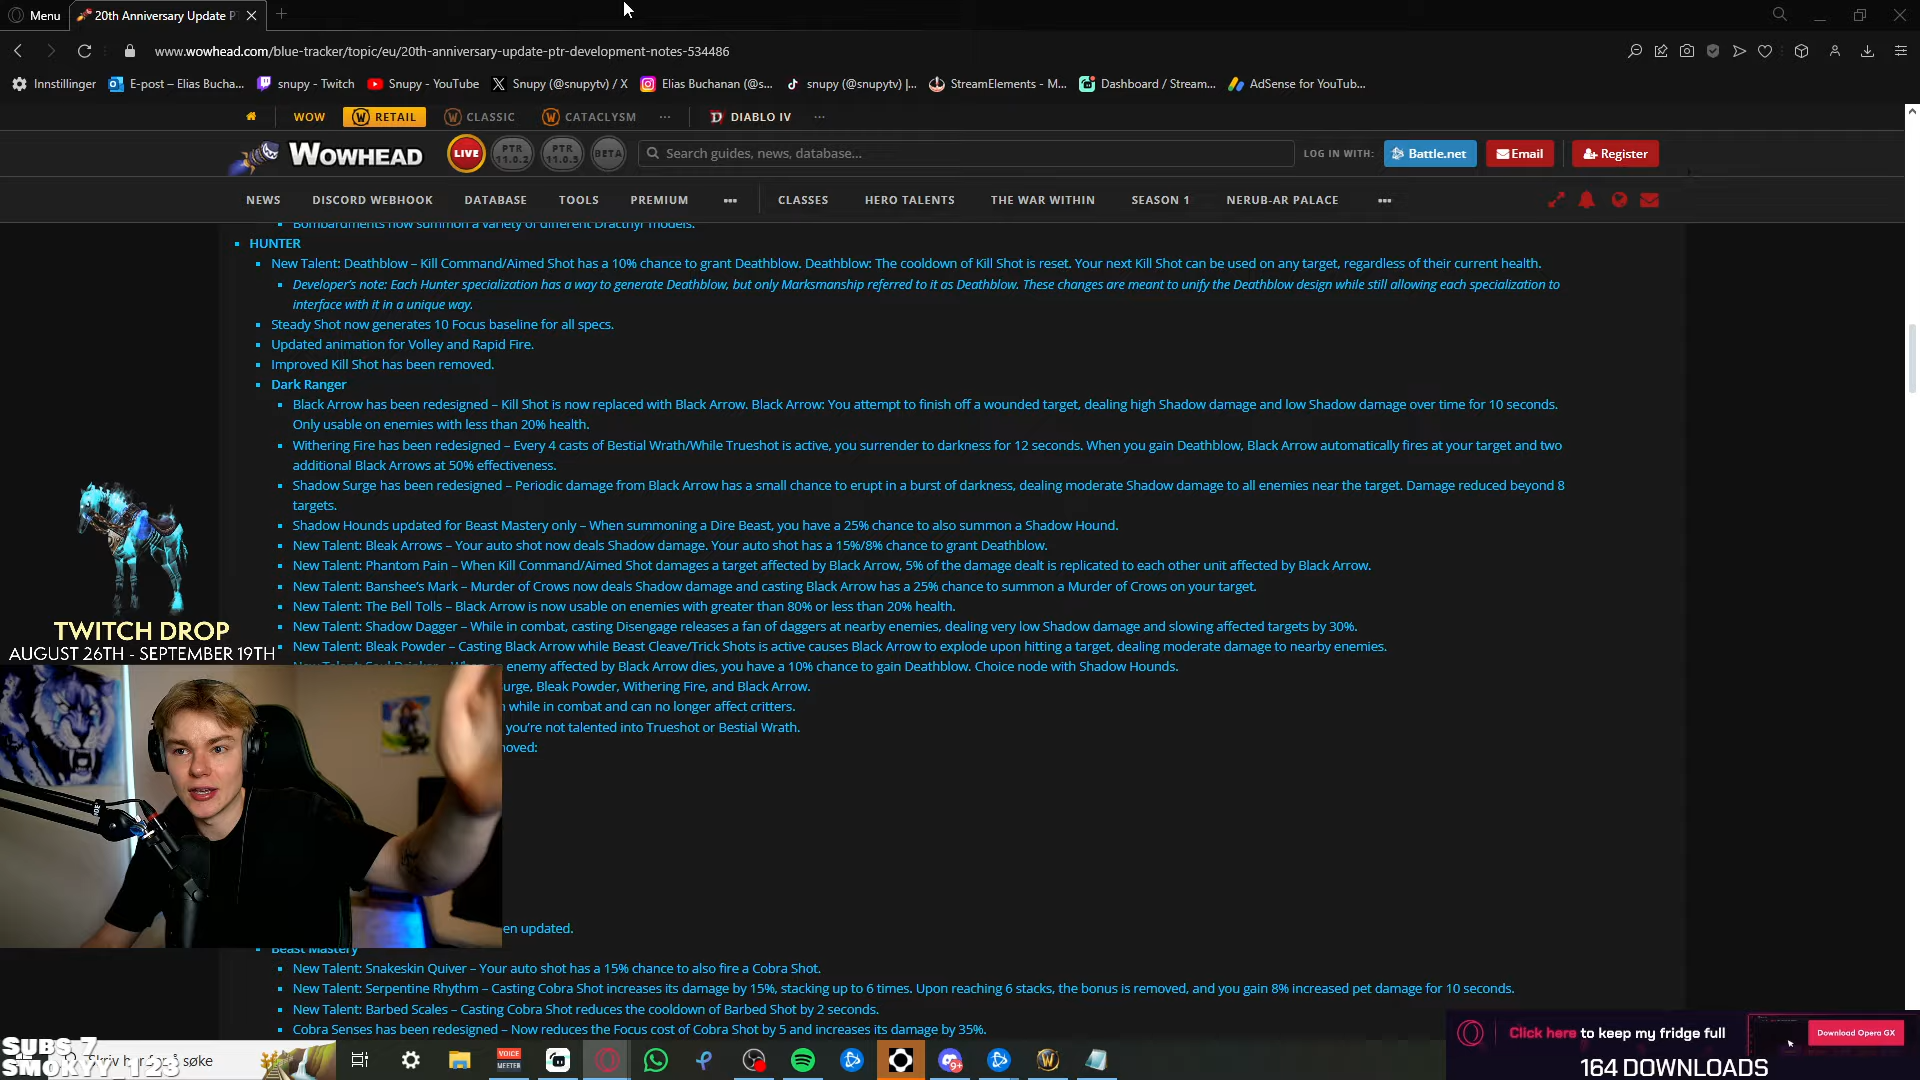 Menu
20th Anniversary Update P
www.wowhead.com/blue-tracker/topic/eu/20th-anniversary-update-ptr-development-notes-534486
Innstillinger
E-post – Elias Bucha...
snupy - Twitch
Snupy - YouTube
Snupy (@snupytv) / X
Elias Buchanan (@s...
snupy (@snupytv) |...
StreamElements - M...
Dashboard / Stream...
AdSense for YouTub...
WOW
RETAIL
CLASSIC
CATACLYSM
DIABLO IV
WOWHEAD
LIVE
PTR 11.0.2
PTR 11.0.5
BETA
Search guides, news, database...
LOG IN WITH:
Battle.net
Email
Register
NEWS
DISCORD WEBHOOK
DATABASE
TOOLS
PREMIUM
CLASSES
HERO TALENTS
THE WAR WITHIN
SEASON 1
NERUB-AR PALACE
Bombardments now summon a variety of different Dracthyr models.
HUNTER
New Talent: Deathblow – Kill Command/Aimed Shot has a 10% chance to grant Deathblow. Deathblow: The cooldown of Kill Shot is reset. Your next Kill Shot can be used on any target, regardless of their current health.
Developer's note: Each Hunter specialization has a way to generate Deathblow, but only Marksmanship referred to it as Deathblow. These changes are meant to unify the Deathblow design while still allowing each specialization to
interface with it in a unique way.
Steady Shot now generates 10 Focus baseline for all specs.
Updated animation for Volley and Rapid Fire.
Improved Kill Shot has been removed.
Dark Ranger
Black Arrow has been redesigned – Kill Shot is now replaced with Black Arrow. Black Arrow: You attempt to finish off a wounded target, dealing high Shadow damage and low Shadow damage over time for 10 seconds.
Only usable on enemies with less than 20% health.
Withering Fire has been redesigned – Every 4 casts of Bestial Wrath/While Trueshot is active, you surrender to darkness for 12 seconds. When you gain Deathblow, Black Arrow automatically fires at your target and two
additional Black Arrows at 50% effectiveness.
Shadow Surge has been redesigned – Periodic damage from Black Arrow has a small chance to erupt in a burst of darkness, dealing moderate Shadow damage to all enemies near the target. Damage reduced beyond 8
targets.
Shadow Hounds updated for Beast Mastery only – When summoning a Dire Beast, you have a 25% chance to also summon a Shadow Hound.
New Talent: Bleak Arrows – Your auto shot now deals Shadow damage. Your auto shot has a 15%/8% chance to grant Deathblow.
New Talent: Phantom Pain – When Kill Command/Aimed Shot damages a target affected by Black Arrow, 5% of the damage dealt is replicated to each other unit affected by Black Arrow.
New Talent: Banshee's Mark – Murder of Crows now deals Shadow damage and casting Black Arrow has a 25% chance to summon a Murder of Crows on your target.
New Talent: The Bell Tolls – Black Arrow is now usable on enemies with greater than 80% or less than 20% health.
New Talent: Shadow Dagger – While in combat, casting Disengage releases a fan of daggers at nearby enemies, dealing very low Shadow damage and slowing affected targets by 30%.
New Talent: Bleak Powder – Casting Black Arrow while Beast Cleave/Trick Shots is active causes Black Arrow to explode upon hitting a target, dealing moderate damage to nearby enemies.
enemy affected by Black Arrow dies, you have a 10% chance to gain Deathblow. Choice node with Shadow Hounds.
urge, Bleak Powder, Withering Fire, and Black Arrow.
while in combat and can no longer affect critters.
you're not talented into Trueshot or Bestial Wrath.
oved:
en updated.
Beast Mastery
New Talent: Snakeskin Quiver – Your auto shot has a 15% chance to also fire a Cobra Shot.
New Talent: Serpentine Rhythm – Casting Cobra Shot increases its damage by 15%, stacking up to 6 times. Upon reaching 6 stacks, the bonus is removed, and you gain 8% increased pet damage for 10 seconds.
New Talent: Barbed Scales – Casting Cobra Shot reduces the cooldown of Barbed Shot by 2 seconds.
Cobra Senses has been redesigned – Now reduces the Focus cost of Cobra Shot by 5 and increases its damage by 35%.
TWITCH DROP
AUGUST 26TH - SEPTEMBER 19TH
SUBS 7
SMOKYY_123
søke
VOICE MEETER
9+
Click here to keep my fridge full
Download Opera GX
164 DOWNLOADS